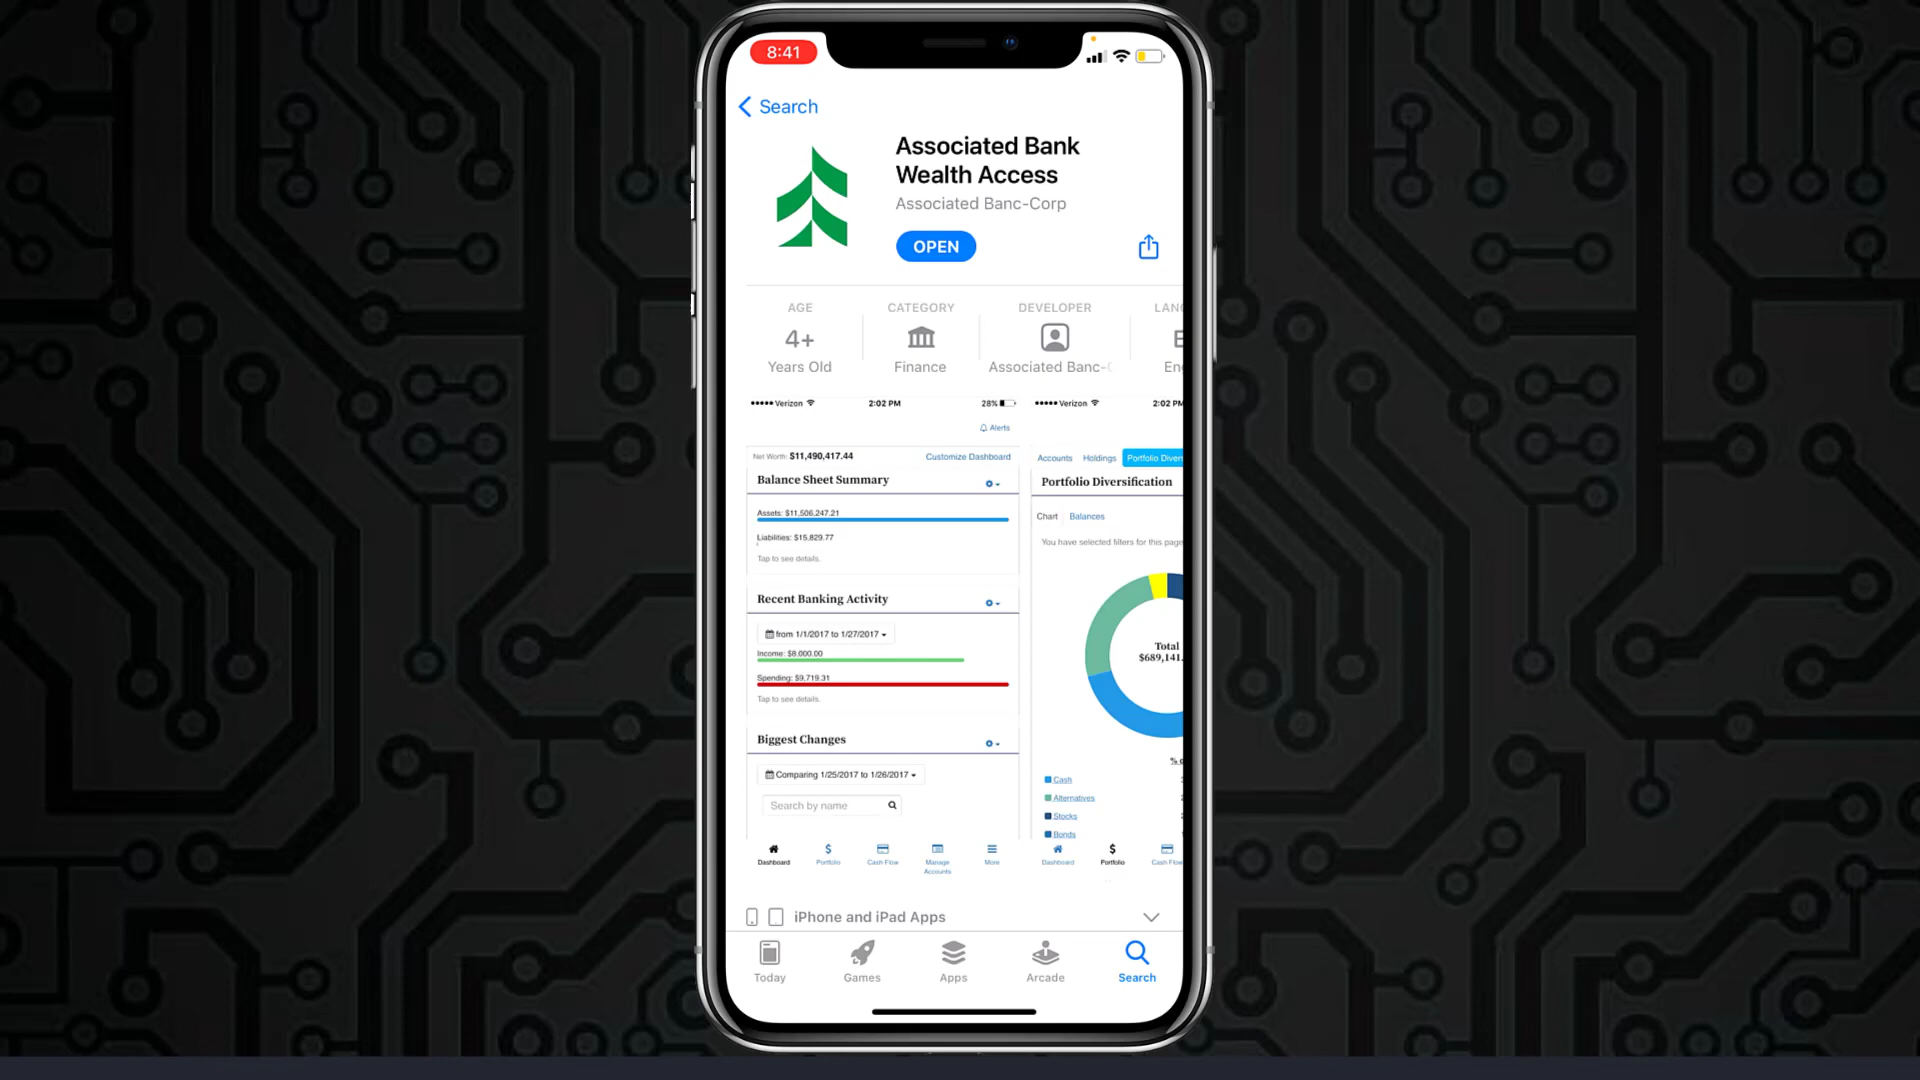 8:41
Search
Associated Bank
Wealth Access
Associated Banc-Corp
OPEN
AGE
CATEGORY
DEVELOPER
4+
Years Old
Finance
Associated Banc-
Verizon
2:02 PM
28%
Alerts
Net Worth: $11,490,417.44
Customize Dashboard
Balance Sheet Summary
Assets: $11,506,247.21
Liabilities: $15,829.77
Tap to see details.
Recent Banking Activity
from 1/1/2017 to 1/27/2017
Income: $8,000.00
Spending: $9,719.31
Tap to see details.
Biggest Changes
Comparing 1/25/2017 to 1/26/2017
Search by name
Dashboard
Portfolio
Cash Flow
Manage
Accounts
More
Verizon
2:02 PM
Accounts
Holdings
Portfolio Diver
Portfolio Diversification
Chart
Balances
You have selected filters for this page
Total
$689,141.
Cash
Alternatives
Stocks
Bonds
Dashboard
Portfolio
Cash Flow
iPhone and iPad Apps
Today
Games
Apps
Arcade
Search